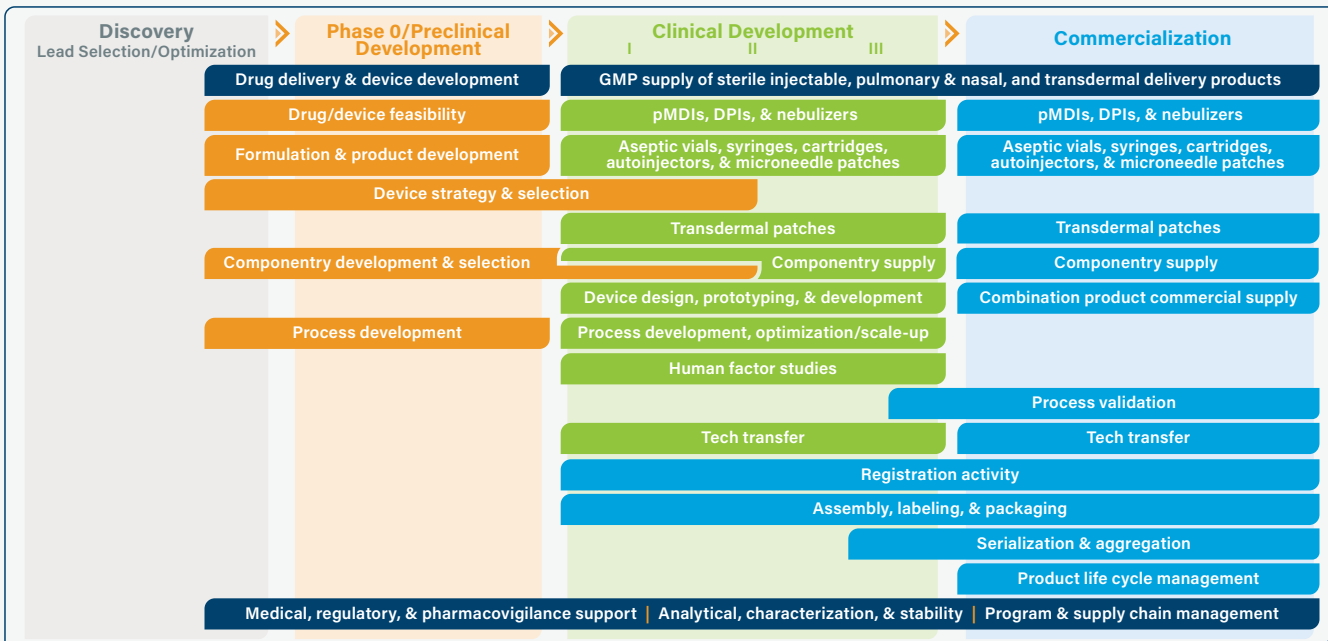 Discovery
Lead Selection/Optimization
Phase 0/Preclinical
Development
Clinical Development
I II III
Commercialization
Drug delivery & device development
GMP supply of sterile injectable, pulmonary & nasal, and transdermal delivery products
Drug/device feasibility
pMDIs, DPIs, & nebulizers
pMDIs, DPIs, & nebulizers
Formulation & product development
Aseptic vials, syringes, cartridges,
autoinjectors, & microneedle patches
Aseptic vials, syringes, cartridges,
autoinjectors, & microneedle patches
Device strategy & selection
Transdermal patches
Transdermal patches
Componentry development & selection
Componentry supply
Componentry supply
Device design, prototyping, & development
Combination product commercial supply
Process development
Process development, optimization/scale-up
Human factor studies
Process validation
Tech transfer
Tech transfer
Registration activity
Assembly, labeling, & packaging
Serialization & aggregation
Product life cycle management
Medical, regulatory, & pharmacovigilance support | Analytical, characterization, & stability | Program & supply chain management